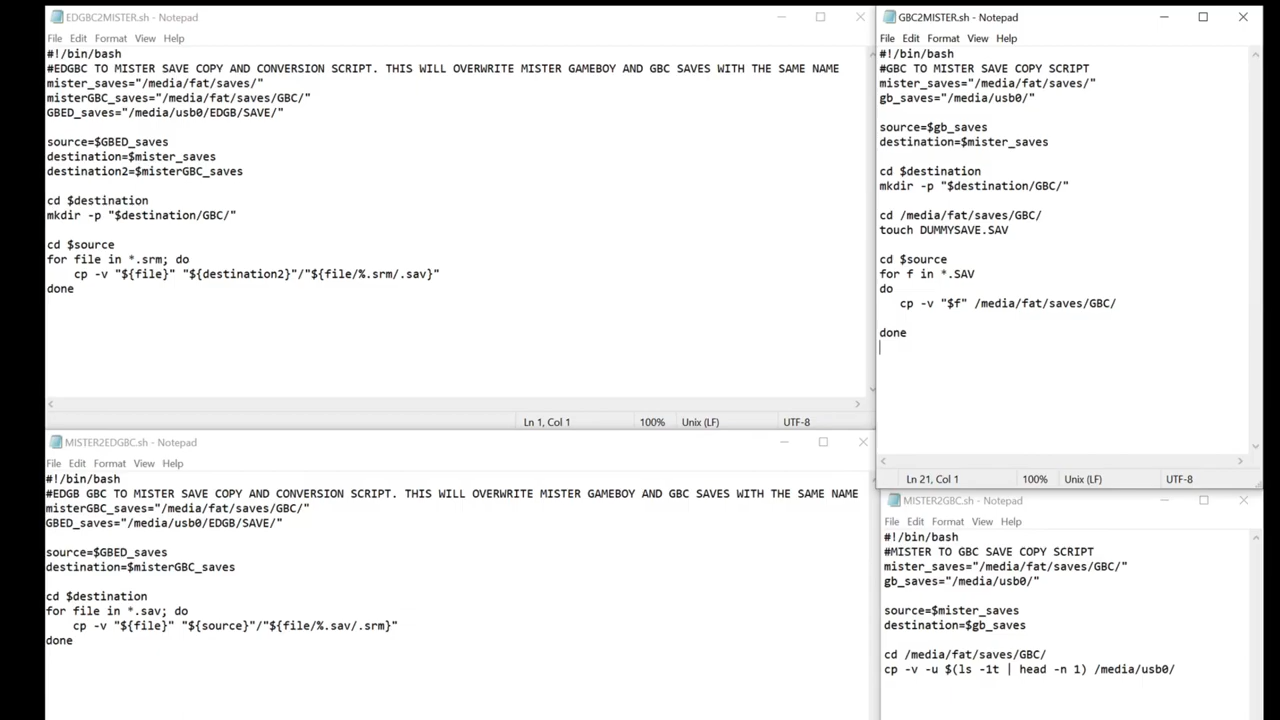 EDGBC2MISTER.sh - Notepad
File Edit Format View Help
#!/bin/bash
#EDGBC TO MISTER SAVE COPY AND CONVERSION SCRIPT. THIS WILL OVERWRITE MISTER GAMEBOY AND GBC SAVES WITH THE SAME NAME
mister_saves="/media/fat/saves/"
misterGBC_saves="/media/fat/saves/GBC/"
GBED_saves="/media/usb0/EDGB/SAVE/"
source=$GBED_saves
destination=$mister_saves
destination2=$misterGBC_saves
cd $destination
mkdir -p "$destination/GBC/"
cd $source
for file in *.srm; do
cp -v "${file}" "${destination2}"/"${file/%.srm/.sav}"
done
Ln 1, Col 1 100% Unix (LF) UTF-8
GBC2MISTER.sh - Notepad
File Edit Format View Help
#!/bin/bash
#GBC TO MISTER SAVE COPY SCRIPT
mister_saves="/media/fat/saves/"
gb_saves="/media/usb0/"
source=$gb_saves
destination=$mister_saves
cd $destination
mkdir -p "$destination/GBC/"
cd /media/fat/saves/GBC/
touch DUMMYSAVE.SAV
cd $source
for f in *.SAV
do
cp -v "$f" /media/fat/saves/GBC/
done
Ln 21, Col 1 100% Unix (LF) UTF-8
MISTER2EDGBC.sh - Notepad
File Edit Format View Help
#!/bin/bash
#EDGB GBC TO MISTER SAVE COPY AND CONVERSION SCRIPT. THIS WILL OVERWRITE MISTER GAMEBOY AND GBC SAVES WITH THE SAME NAME
misterGBC_saves="/media/fat/saves/GBC/"
GBED_saves="/media/usb0/EDGB/SAVE/"
source=$GBED_saves
destination=$misterGBC_saves
cd $destination
for file in *.sav; do
cp -v "${file}" "${source}"/"${file/%.sav/.srm}"
done
MISTER2GBC.sh - Notepad
File Edit Format View Help
#!/bin/bash
#MISTER TO GBC SAVE COPY SCRIPT
mister_saves="/media/fat/saves/GBC/"
gb_saves="/media/usb0/"
source=$mister_saves
destination=$gb_saves
cd /media/fat/saves/GBC/
cp -v -u $(ls -1t | head -n 1) /media/usb0/